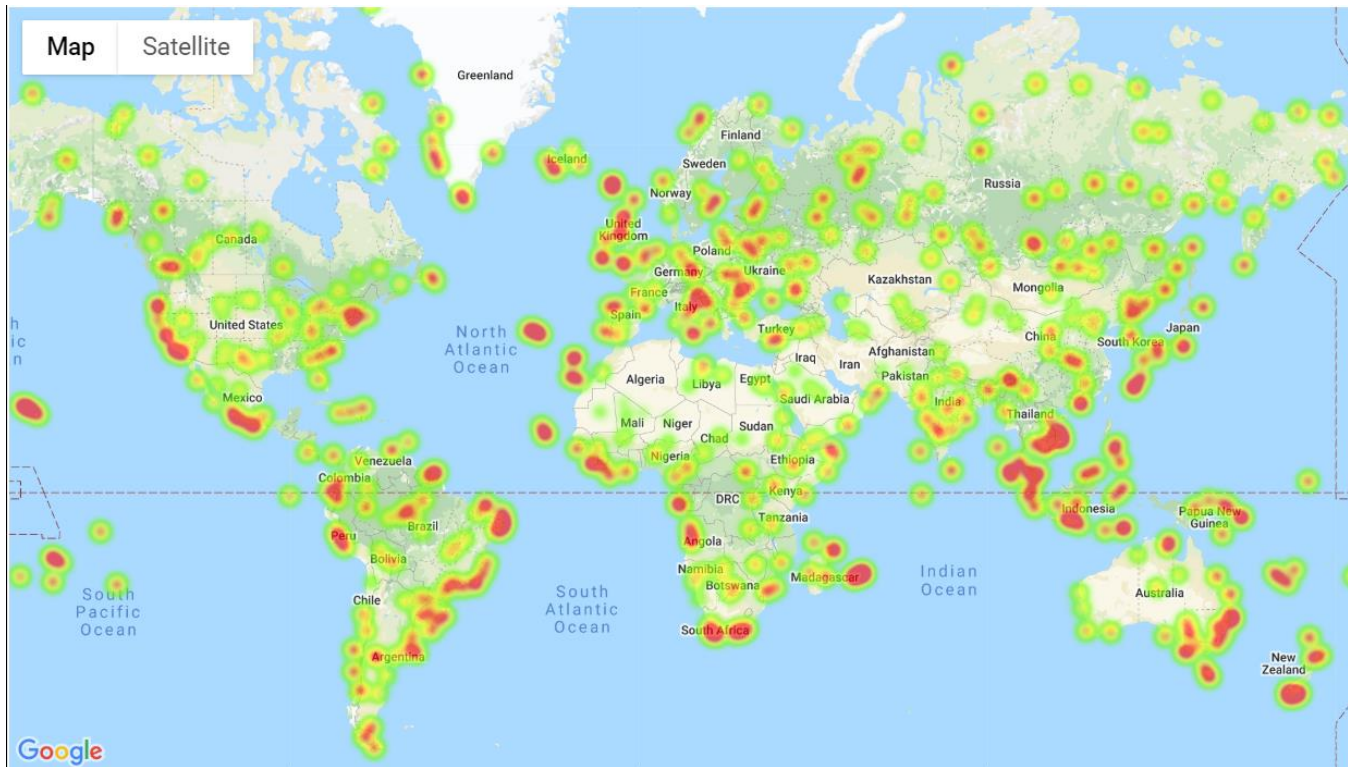 Map Satellite
Greenland
Iceland
Finland
Sweden
Norway
Russia
United
Kingdom
Canada
Poland
Germany
Ukraine
Kazakhstan
Mongolia
France
Italy
Spain
United States
North
Atlantic
Ocean
Turkey
China
South Korea
Japan
Iraq
Iran
Afghanistan
Pakistan
Algeria
Libya
Egypt
Saudi Arabia
India
Mexico
Mali
Niger
Chad
Sudan
Thailand
Venezuela
Colombia
Nigeria
Ethiopia
DRC
Kenya
Indonesia
Papua New
Guinea
Brazil
Peru
Tanzania
Angola
Bolivia
Namibia
Botswana
Madagascar
Indian
Ocean
Australia
South
Pacific
Ocean
Chile
South
Atlantic
Ocean
South Africa
Argentina
New
Zealand
Google